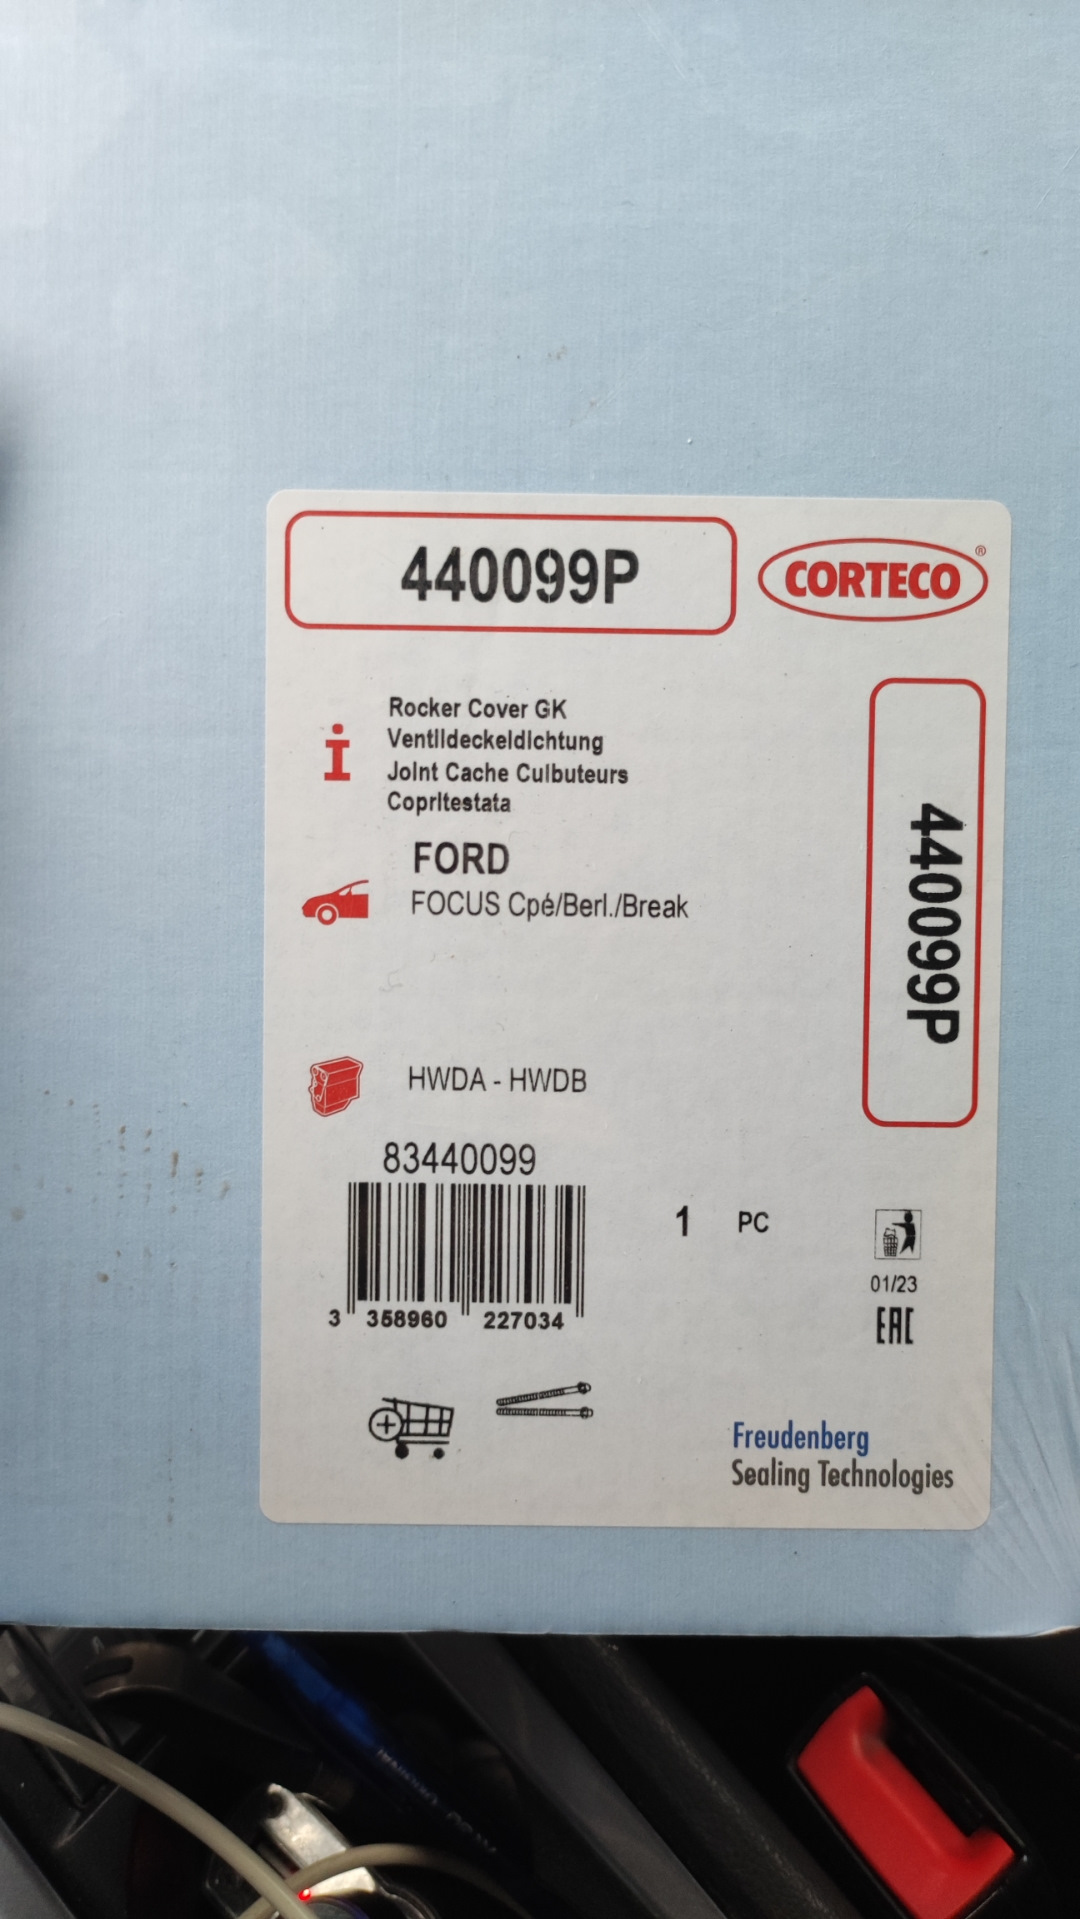 440099P
CORTECO®
Rocker Cover GK
Ventildeckeldichtung
Joint Cache Culbuteurs
Copritestata
FORD
FOCUS Cpé/Berl./Break
440099P
HWDA - HWDB
83440099
3 358960 227034
1 PC
01/23
EAC
Freudenberg
Sealing Technologies